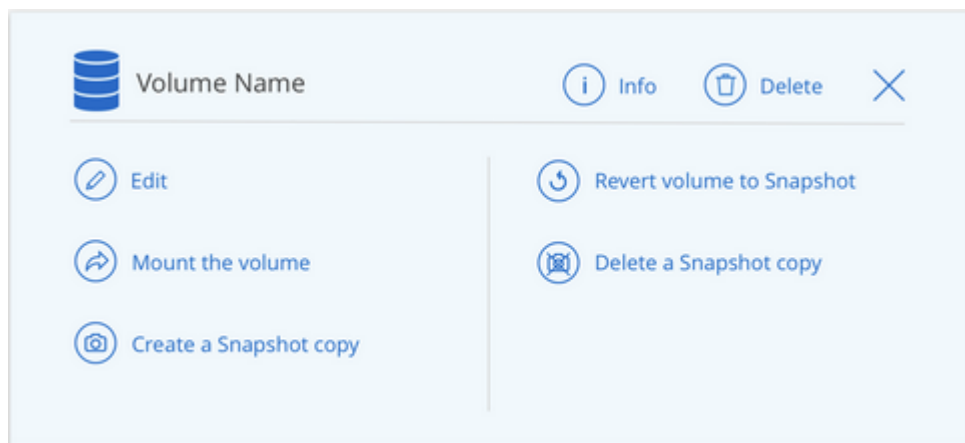 Volume Name
Info
Delete
Edit
Mount the volume
Create a Snapshot copy
Revert volume to Snapshot
Delete a Snapshot copy